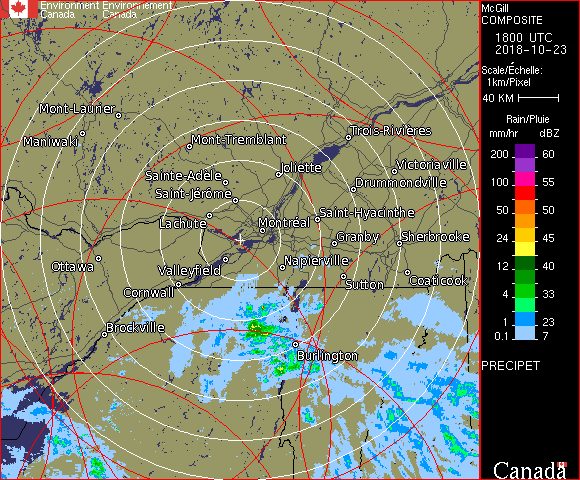 Environment Environnement
Canada Canada
McGill
COMPOSITE
1800 UTC
2018-10-23
Scale/Échelle:
1km/Pixel
40 KM
Rain/Pluie
mm/hr dBZ
200 60
100 55
50 50
24 45
12 40
4 33
1 23
0.1 7
PRECIPET
Canada
Mont-Laurier
Maniwaki
Mont-Tremblant
Trois-Rivières
Sainte-Adèle
Joliette
Victoriaville
Saint-Jérôme
Drummondville
Lachute
Montréal
Saint-Hyacinthe
Ottawa
Valleyfield
Napierville
Granby
Sherbrooke
Cornwall
Sutton
Coaticook
Brockville
Burlington